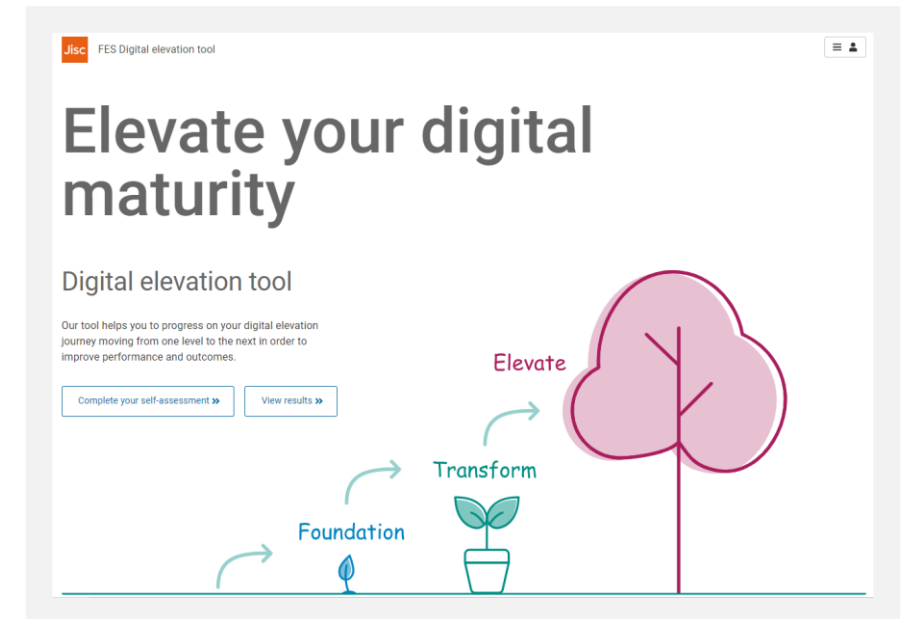 Jisc FES Digital elevation tool
Elevate your digital
maturity
Digital elevation tool
Our tool helps you to progress on your digital elevation
journey moving from one level to the next in order to
improve performance and outcomes.
Complete your self-assessment »
View results »
Elevate
Transform
Foundation